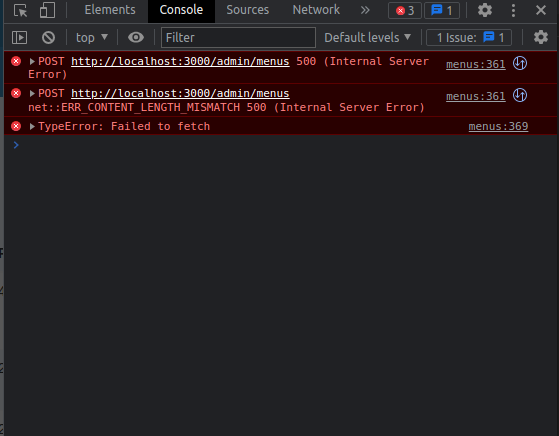 Elements Console Sources Network » 3 1
top Filter Default levels 1 Issue: 1
POST http://localhost:3000/admin/menus 500 (Internal Server menus:361
Error)
POST http://localhost:3000/admin/menus menus:361
net::ERR_CONTENT_LENGTH_MISMATCH 500 (Internal Server Error)
TypeError: Failed to fetch menus:369